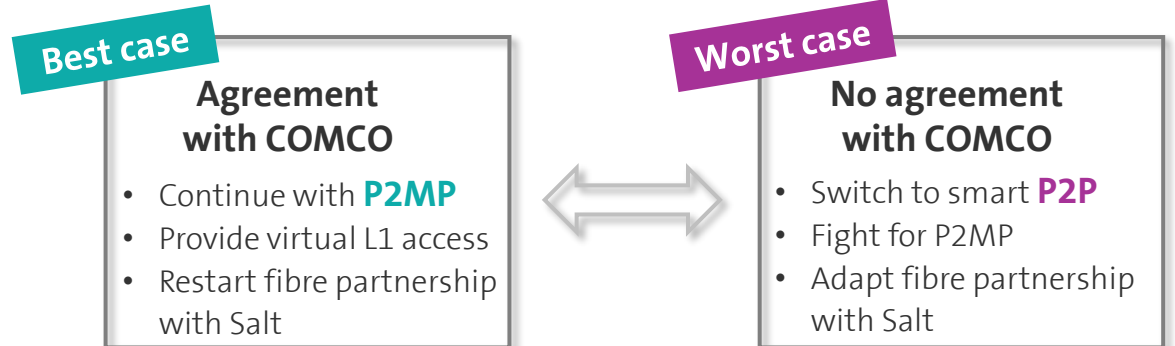 Best case
Agreement
with COMCO
• Continue with P2MP
• Provide virtual L1 access
• Restart fibre partnership
with Salt
Worst case
No agreement
with COMCO
• Switch to smart P2P
• Fight for P2MP
• Adapt fibre partnership
with Salt